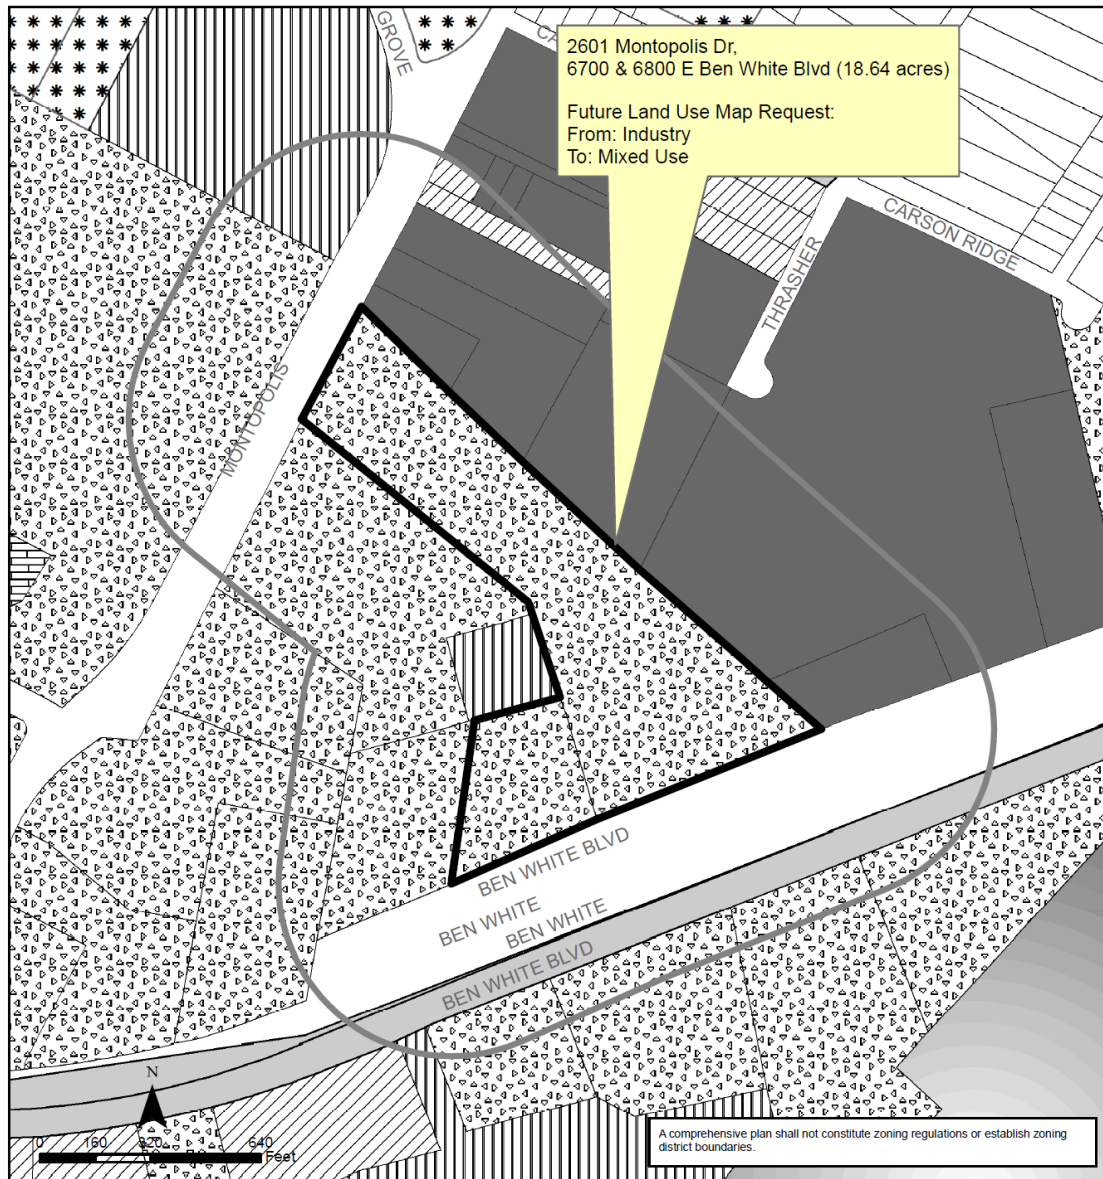 GROVE
CA
2601 Montopolis Dr,
6700 & 6800 E Ben White Blvd (18.64 acres)
Future Land Use Map Request:
From: Industry
To: Mixed Use
CARSON RIDGE
THRASHER
MONTOPOLIS
BEN WHITE BLVD
BEN WHITE
BEN WHITE
BEN WHITE BLVD
N
0 160 320 640
Feet
A comprehensive plan shall not constitute zoning regulations or establish zoning
district boundaries.